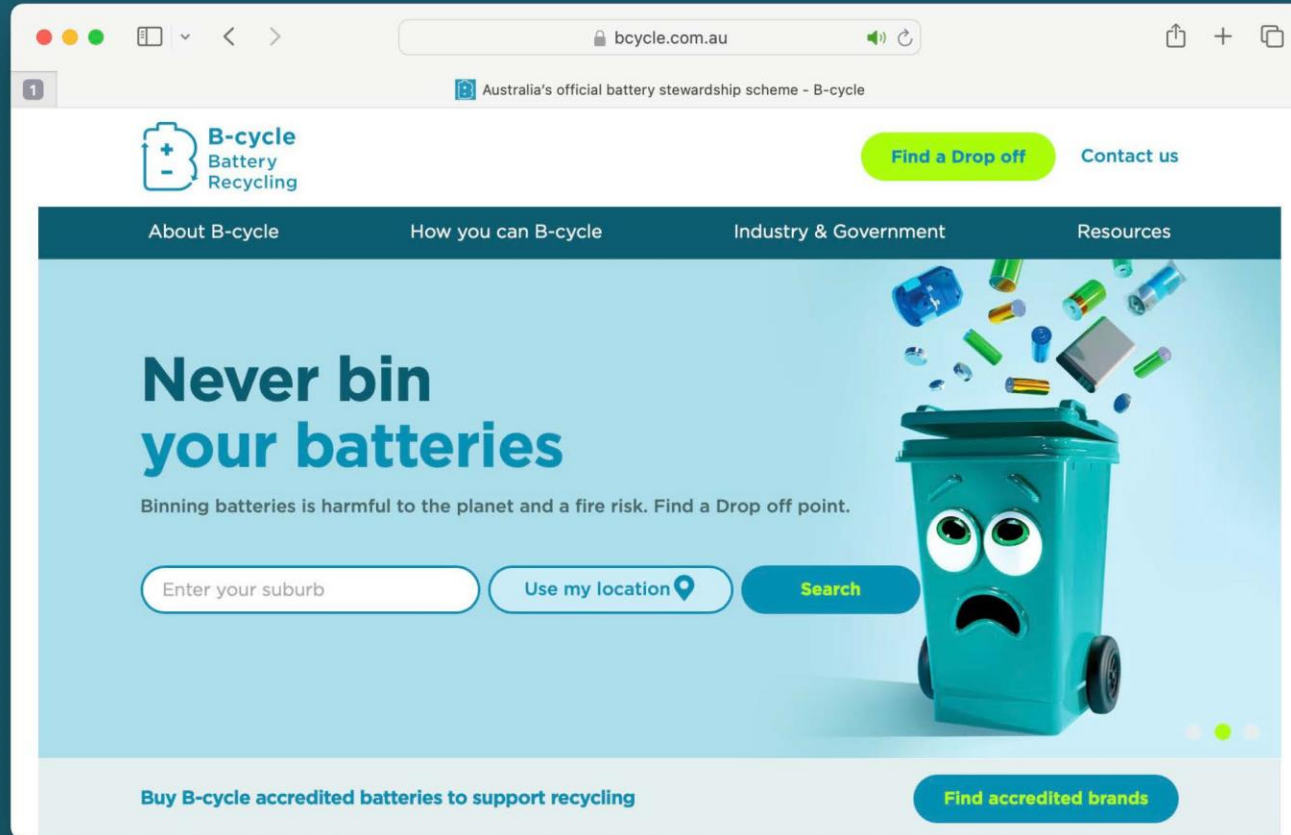 bcycle.com.au
1
Australia's official battery stewardship scheme - B-cycle
B-cycle
Battery
Recycling
Find a Drop off
Contact us
About B-cycle
How you can B-cycle
Industry & Government
Resources
Never bin
your batteries
Binning batteries is harmful to the planet and a fire risk. Find a Drop off point.
Enter your suburb
Use my location
Search
Buy B-cycle accredited batteries to support recycling
Find accredited brands